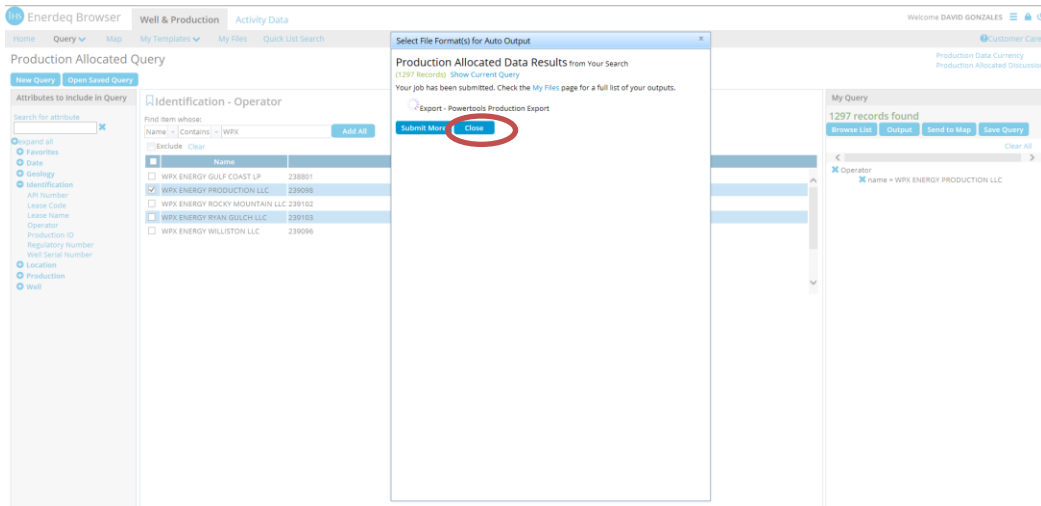 IHS Enerdeq Browser
Well & Production
Activity Data
Welcome DAVID GONZALES
Home Query Map My Templates My Files Quick List Search
Customer Care
Production Allocated Query
Production Data Currency
Production Allocated Discussion
New Query Open Saved Query
Attributes to Include in Query
Search for attribute
expand all
Favorites
Date
Geology
Identification
API Number
Lease Code
Lease Name
Operator
Production ID
Regulatory Number
Well Serial Number
Location
Production
Well
Identification - Operator
Find item whose:
Name Contains WPX Add All
Exclude Clear
Name
WPX ENERGY GULF COAST LP 238801
WPX ENERGY PRODUCTION LLC 239098
WPX ENERGY ROCKY MOUNTAIN LLC 239102
WPX ENERGY RYAN GULCH LLC 239103
WPX ENERGY WILLISTON LLC 239096
Select File Format(s) for Auto Output x
Production Allocated Data Results from Your Search
(1297 Records) Show Current Query
Your job has been submitted. Check the My Files page for a full list of your outputs.
Export - Powertools Production Export
Submit More Close
My Query
1297 records found
Browse List Output Send to Map Save Query
Clear All
Operator
name = WPX ENERGY PRODUCTION LLC